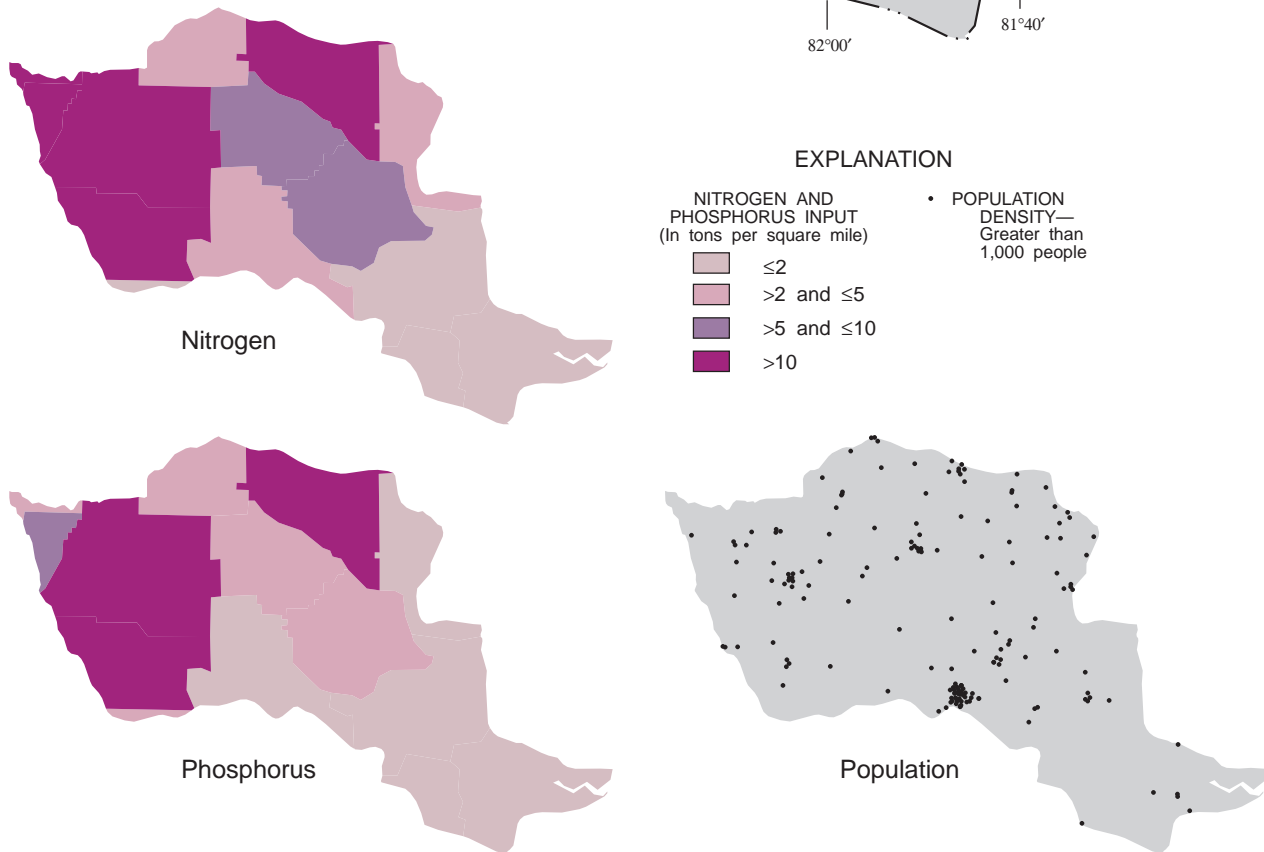 82°00′
81°40′
EXPLANATION
NITROGEN AND
PHOSPHORUS INPUT
(In tons per square mile)
≤2
>2 and ≤5
>5 and ≤10
>10
• POPULATION
DENSITY—
Greater than
1,000 people
Nitrogen
Phosphorus
Population